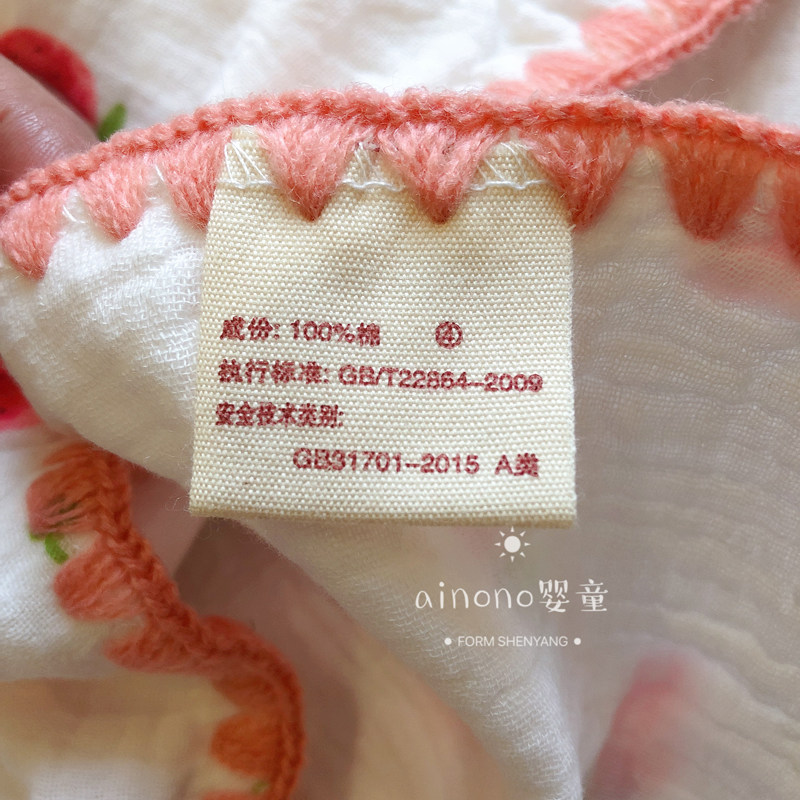 成份: 100%棉 ④
执行标准: GB/T22864--2009
安全技术类别:
GB31701--2015 A类
ainono婴童
• FORM SHENYANG •